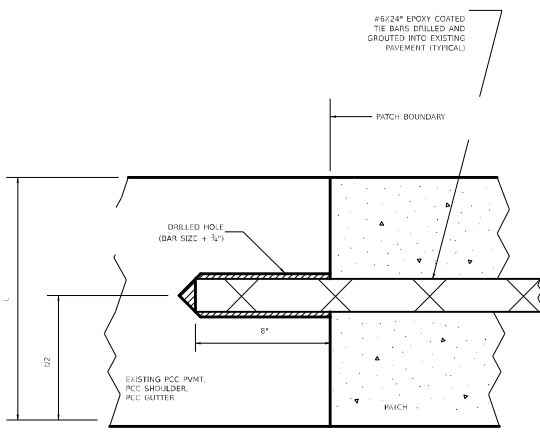 #6X24" EPOXY COATED
TIE BARS DRILLED AND
GROUTED INTO EXISTING
PAVEMENT (TYPICAL)
PATCH BOUNDARY
DRILLED HOLE
(BAR SIZE + ¾")
8"
t/2
EXISTING PCC PVMT,
PCC SHOULDER,
PCC GUTTER
PATCH